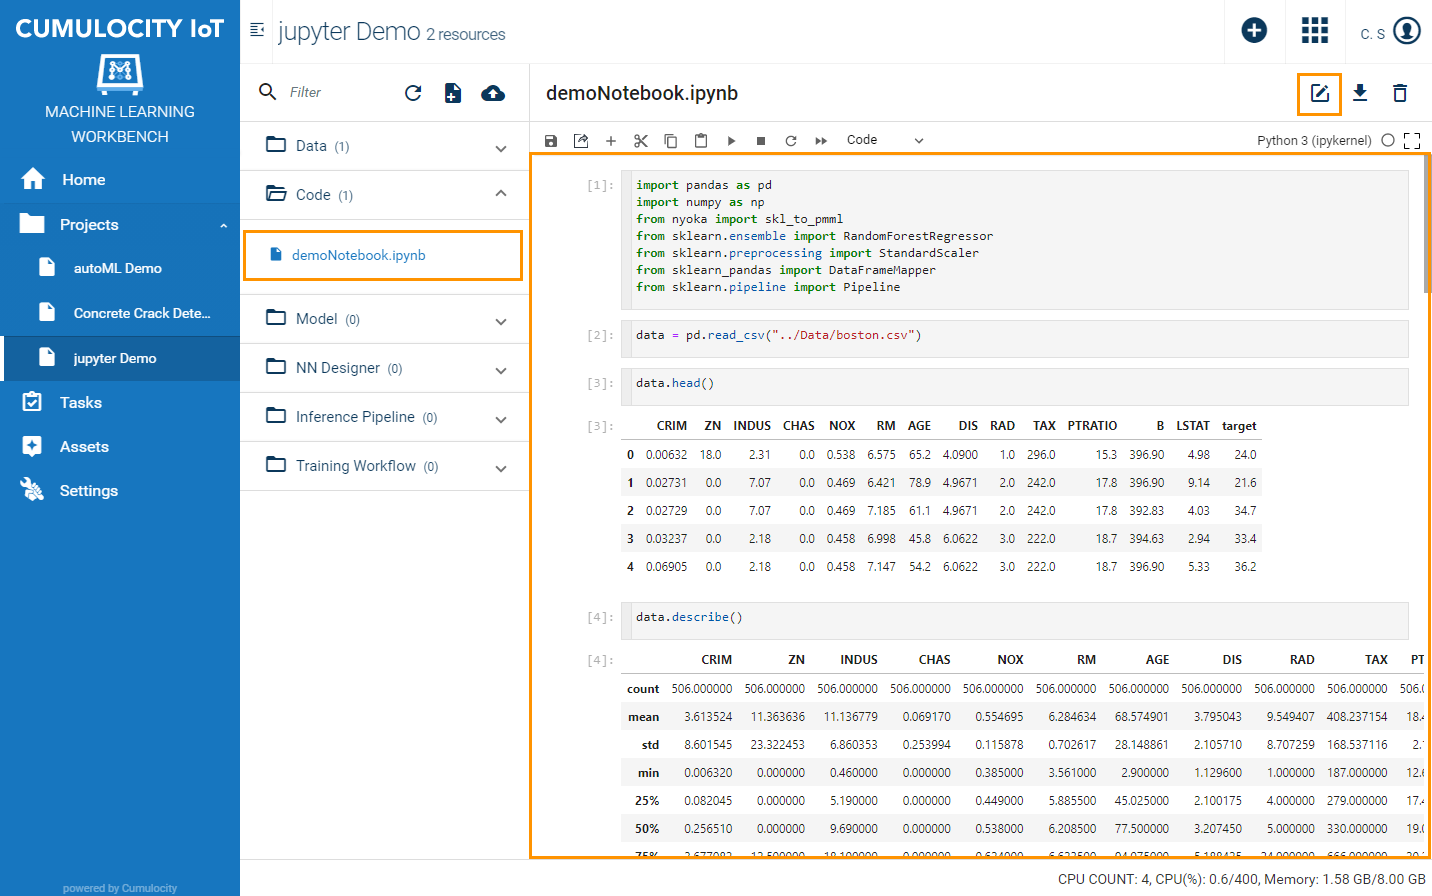 CUMULOCITY IoT
MACHINE LEARNING
WORKBENCH
Home
Projects
autoML Demo
Concrete Crack Dete...
jupyter Demo
Tasks
Assets
Settings
powered by Cumulocity
jupyter Demo 2 resources
C. S
Filter
Data (1)
Code (1)
demoNotebook.ipynb
Model (0)
NN Designer (0)
Inference Pipeline (0)
Training Workflow (0)
demoNotebook.ipynb
Code
Python 3 (ipykernel)
[1]: import pandas as pd
import numpy as np
from nyoka import skl_to_pmml
from sklearn.ensemble import RandomForestRegressor
from sklearn.preprocessing import StandardScaler
from sklearn_pandas import DataFrameMapper
from sklearn.pipeline import Pipeline
[2]: data = pd.read_csv("../Data/boston.csv")
[3]: data.head()
[3]: CRIM ZN INDUS CHAS NOX RM AGE DIS RAD TAX PTRATIO B LSTAT target
0 0.00632 18.0 2.31 0.0 0.538 6.575 65.2 4.0900 1.0 296.0 15.3 396.90 4.98 24.0
1 0.02731 0.0 7.07 0.0 0.469 6.421 78.9 4.9671 2.0 242.0 17.8 396.90 9.14 21.6
2 0.02729 0.0 7.07 0.0 0.469 7.185 61.1 4.9671 2.0 242.0 17.8 392.83 4.03 34.7
3 0.03237 0.0 2.18 0.0 0.458 6.998 45.8 6.0622 3.0 222.0 18.7 394.63 2.94 33.4
4 0.06905 0.0 2.18 0.0 0.458 7.147 54.2 6.0622 3.0 222.0 18.7 396.90 5.33 36.2
[4]: data.describe()
[4]: CRIM ZN INDUS CHAS NOX RM AGE DIS RAD TAX PT
count 506.000000 506.000000 506.000000 506.000000 506.000000 506.000000 506.000000 506.000000 506.000000 506.000000 506.
mean 3.613524 11.363636 11.136779 0.069170 0.554695 6.284634 68.574901 3.795043 9.549407 408.237154 18.
std 8.601545 23.322453 6.860353 0.253994 0.115878 0.702617 28.148861 2.105710 8.707259 168.537116 2.
min 0.006320 0.000000 0.460000 0.000000 0.385000 3.561000 2.900000 1.129600 1.000000 187.000000 12.
25% 0.082045 0.000000 5.190000 0.000000 0.449000 5.885500 45.025000 2.100175 4.000000 279.000000 17.
50% 0.256510 0.000000 9.690000 0.000000 0.538000 6.208500 77.500000 3.207450 5.000000 330.000000 19.
75%
CPU COUNT: 4, CPU(%): 0.6/400, Memory: 1.58 GB/8.00 GB